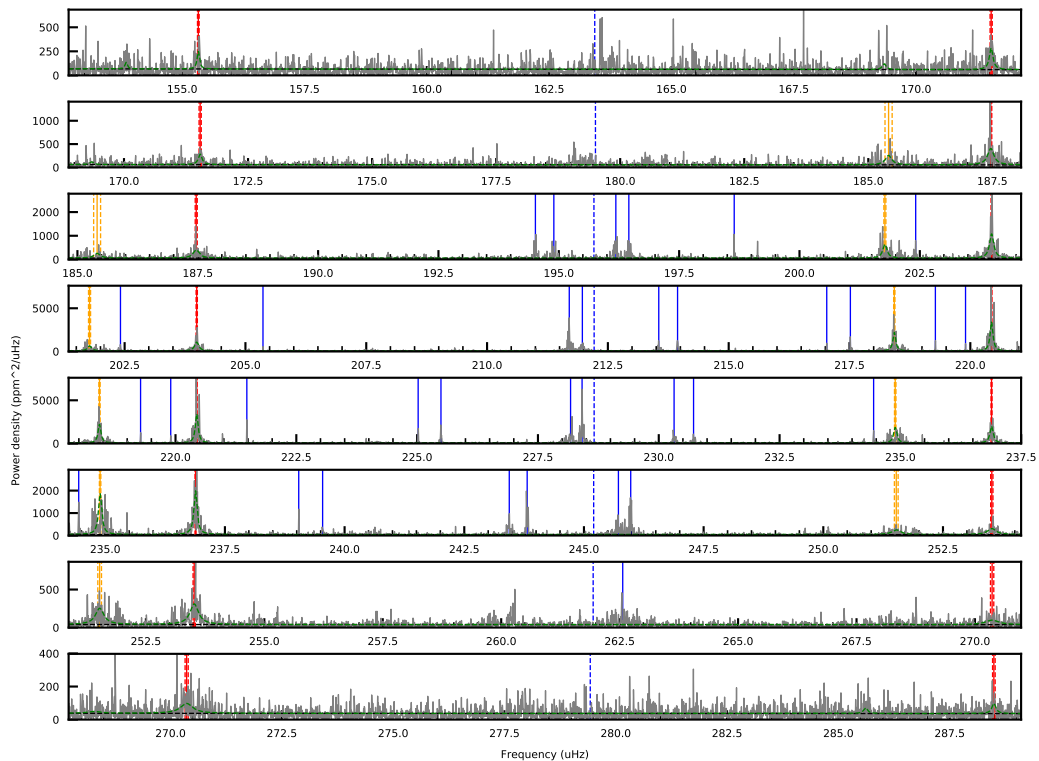 500
250
0
155.0 157.5 160.0 162.5 165.0 167.5 170.0
1000
500
0
170.0 172.5 175.0 177.5 180.0 182.5 185.0 187.5
2000
1000
0
185.0 187.5 190.0 192.5 195.0 197.5 200.0 202.5
5000
0
202.5 205.0 207.5 210.0 212.5 215.0 217.5 220.0
Power density (ppm^2/uHz)
5000
0
220.0 222.5 225.0 227.5 230.0 232.5 235.0 237.5
2000
1000
0
235.0 237.5 240.0 242.5 245.0 247.5 250.0 252.5
500
0
252.5 255.0 257.5 260.0 262.5 265.0 267.5 270.0
400
200
0
270.0 272.5 275.0 277.5 280.0 282.5 285.0 287.5
Frequency (uHz)